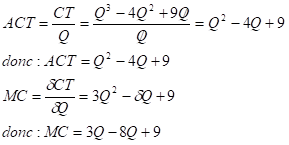 ACT = CT/Q = (Q³ − 4Q² + 9Q)/Q = Q² − 4Q + 9
donc : ACT = Q² − 4Q + 9
MC = δCT/δQ = 3Q² − δQ + 9
donc : MC = 3Q − 8Q + 9